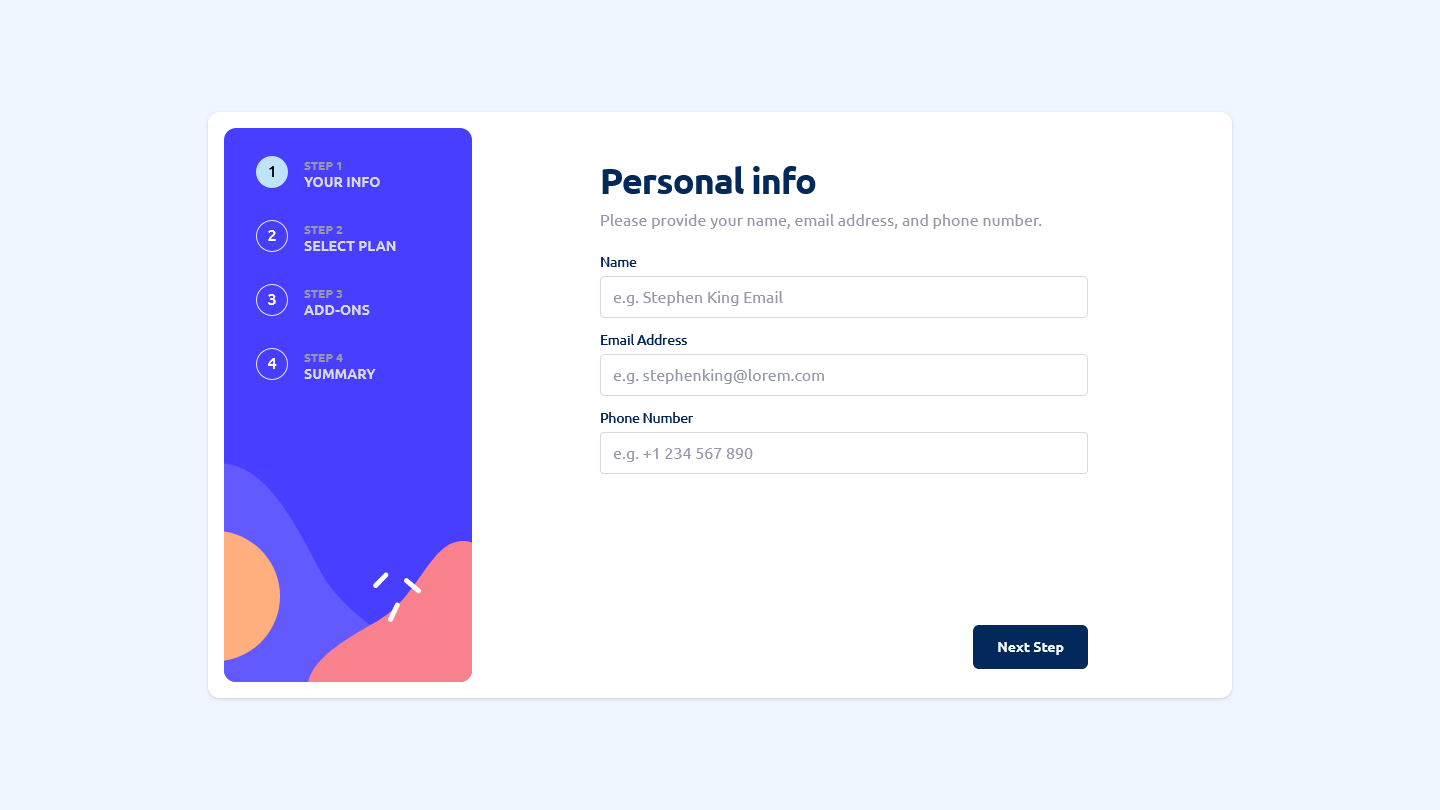 1
STEP 1
YOUR INFO
2
STEP 2
SELECT PLAN
3
STEP 3
ADD-ONS
4
STEP 4
SUMMARY
Personal info
Please provide your name, email address, and phone number.
Name
e.g. Stephen King Email
Email Address
e.g. stephenking@lorem.com
Phone Number
e.g. +1 234 567 890
Next Step